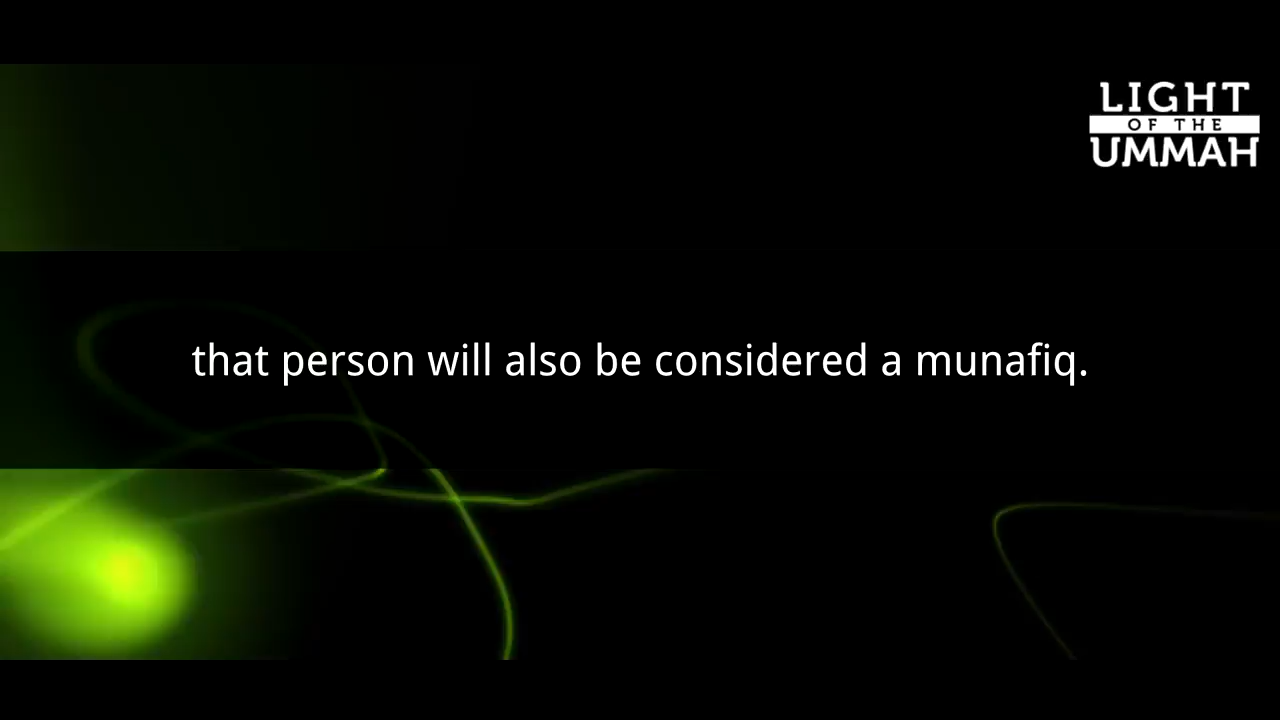 LIGHT
OF THE
UMMAH
that person will also be considered a munafiq.